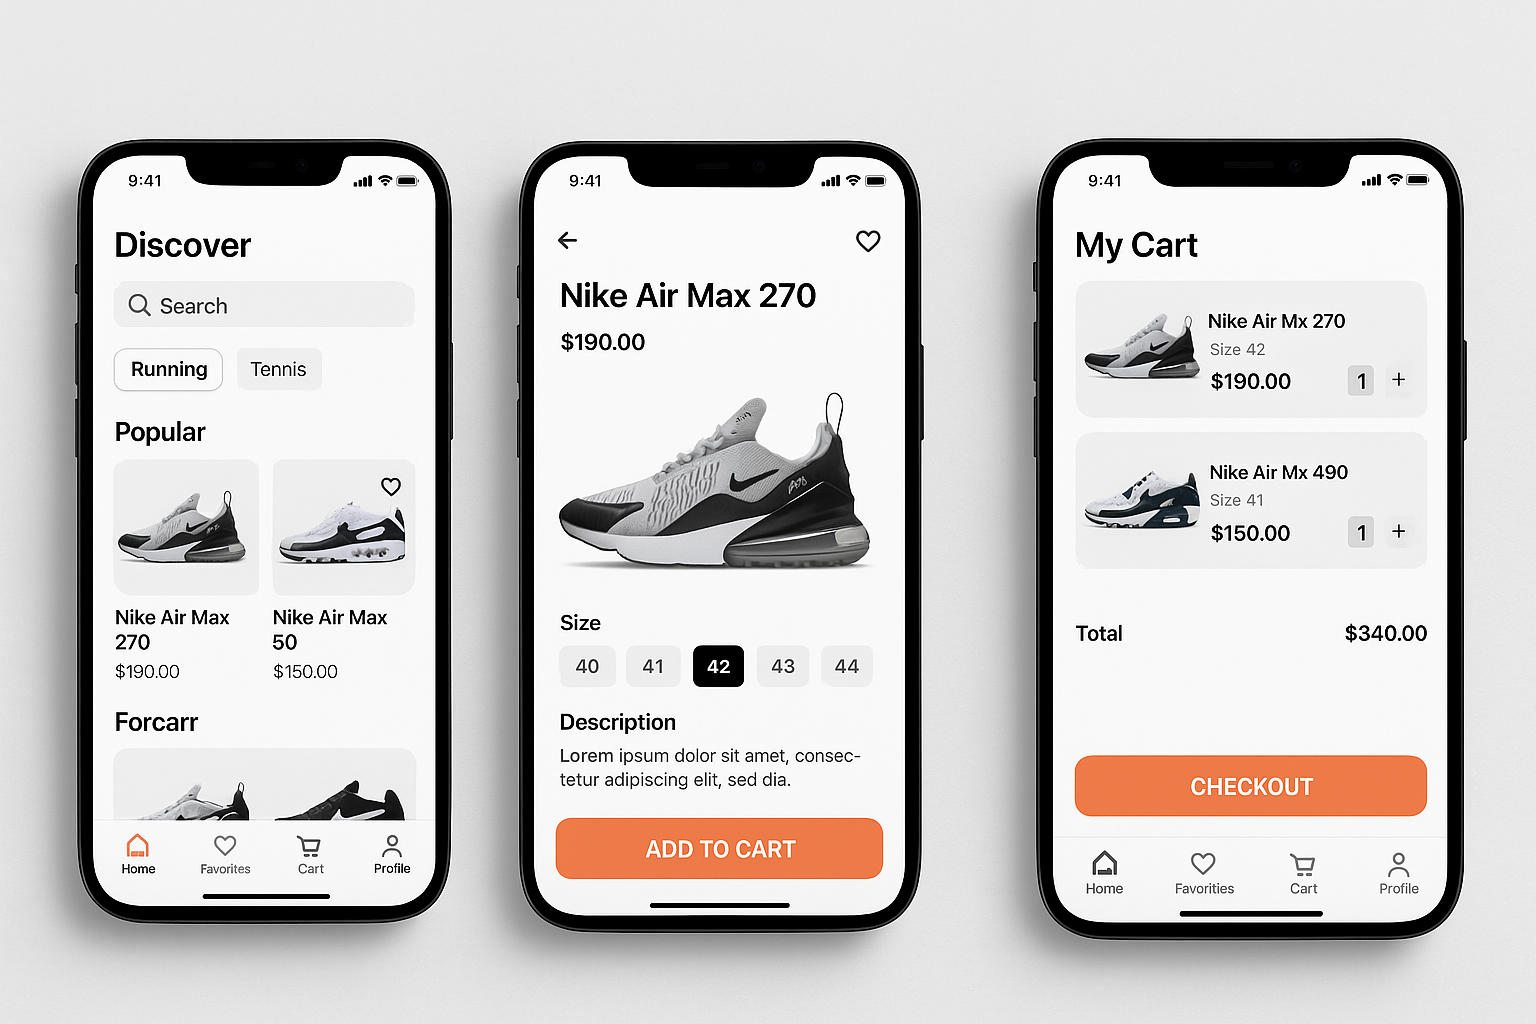 9:41
Discover
Search
Running
Tennis
Popular
Nike Air Max
270
$190.00
Nike Air Max
50
$150.00
Forcarr
Home
Favorites
Cart
Profile
9:41
Nike Air Max 270
$190.00
Size
40
41
42
43
44
Description
Lorem ipsum dolor sit amet, consec-
tetur adipiscing elit, sed dia.
ADD TO CART
9:41
My Cart
Nike Air Mx 270
Size 42
$190.00
1 +
Nike Air Mx 490
Size 41
$150.00
1 +
Total
$340.00
CHECKOUT
Home
Favorities
Cart
Profile